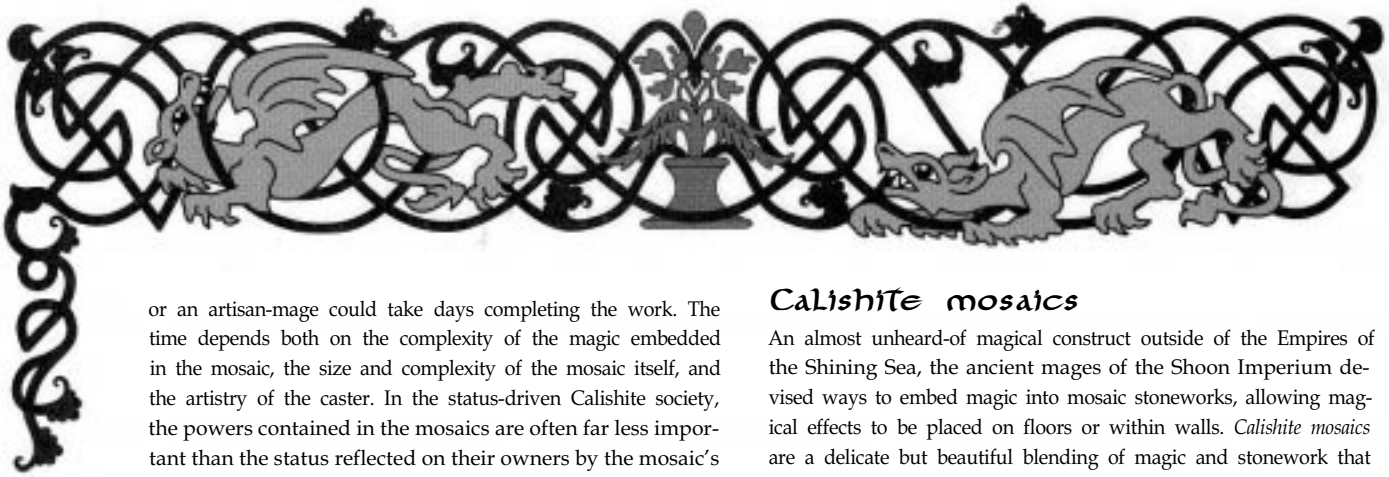 or an artisan-mage could take days completing the work. The
time depends both on the complexity of the magic embedded
in the mosaic, the size and complexity of the mosaic itself, and
the artistry of the caster. In the status-driven Calishite society,
the powers contained in the mosaics are often far less impor-
tant than the status reflected on their owners by the mosaic's
Calishite mosaics
An almost unheard-of magical construct outside of the Empires of
the Shining Sea, the ancient mages of the Shoon Imperium de-
vised ways to embed magic into mosaic stoneworks, allowing mag-
ical effects to be placed on floors or within walls. Calishite mosaics
are a delicate but beautiful blending of magic and stonework that